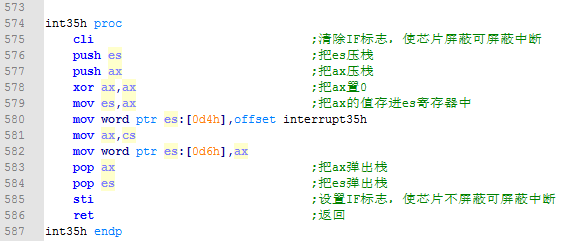 573
574 int35h proc
575 cli ;清除IF标志，使芯片屏蔽可屏蔽中断
576 push es ;把es压栈
577 push ax ;把ax压栈
578 xor ax,ax ;把ax置0
579 mov es,ax ;把ax的值存进es寄存器中
580 mov word ptr es:[0d4h],offset interrupt35h
581 mov ax,cs
582 mov word ptr es:[0d6h],ax
583 pop ax ;把ax弹出栈
584 pop es ;把es弹出栈
585 sti ;设置IF标志，使芯片不屏蔽可屏蔽中断
586 ret ;返回
587 int35h endp